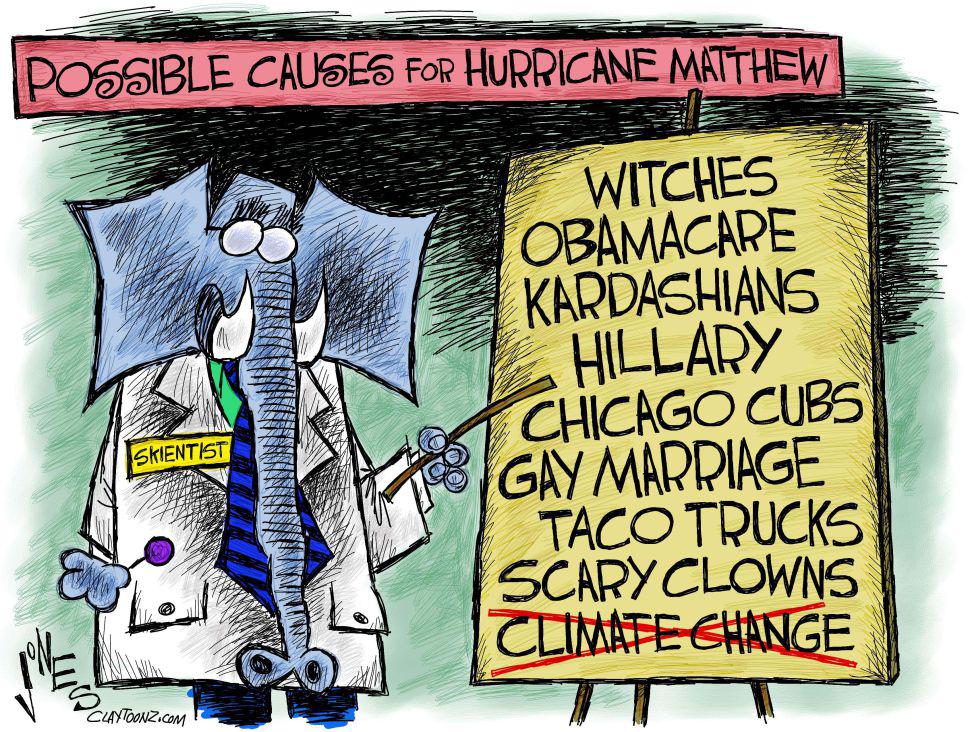 POSSIBLE CAUSES FOR HURRICANE MATTHEW
WITCHES
OBAMACARE
KARDASHIANS
HILLARY
CHICAGO CUBS
GAY MARRIAGE
TACO TRUCKS
SCARY CLOWNS
CLIMATE CHANGE
SKIENTIST
JONES
CLAYTOONZ.COM